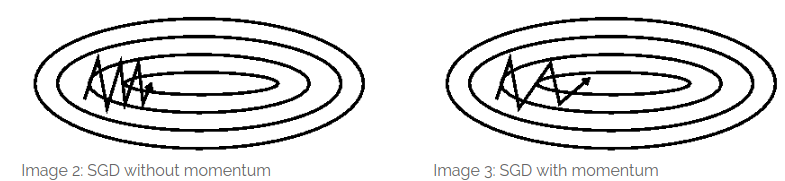 Image 2: SGD without momentum
Image 3: SGD with momentum